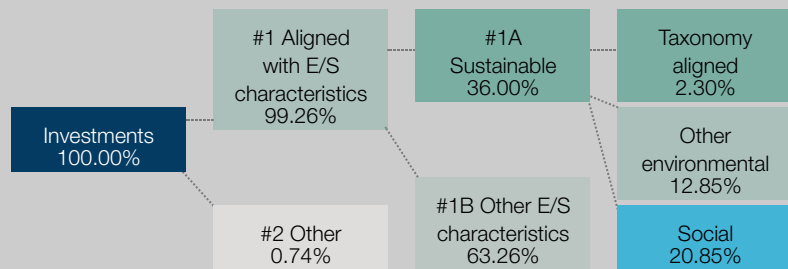 Investments
100.00%
#1 Aligned
with E/S
characteristics
99.26%
#2 Other
0.74%
#1A
Sustainable
36.00%
#1B Other E/S
characteristics
63.26%
Taxonomy
aligned
2.30%
Other
environmental
12.85%
Social
20.85%